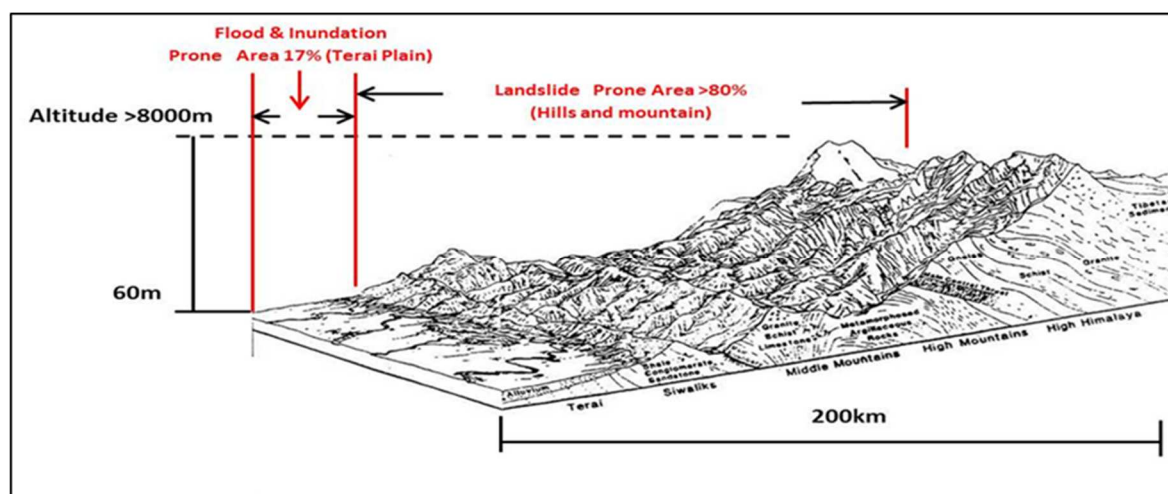 Flood & Inundation
Prone Area 17% (Terai Plain)
Landslide Prone Area >80%
(Hills and mountain)
Altitude >8000m
60m
Tibetan
Sediment
Gneiss
Schist
Granite
Granite
Schist
Limestone
Metamorphosed
Argillaceous
Rocks
Shale
Conglomerate
Sandstone
Alluvium
Terai
Siwaliks
Middle Mountains
High Mountains
High Himalaya
200km